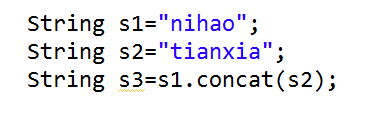 String s1="nihao";
String s2="tianxia";
String s3=s1.concat(s2);